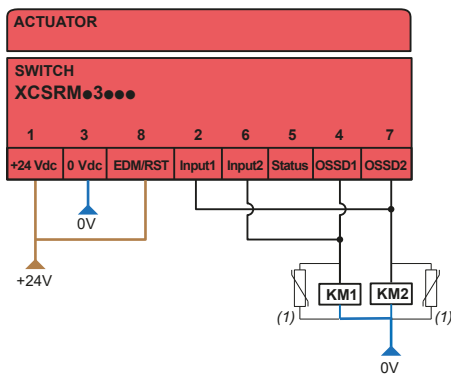 ACTUATOR
SWITCH
XCSRM●3●●●
1 3 8 2 6 5 4 7
+24 Vdc 0 Vdc EDM/RST Input1 Input2 Status OSSD1 OSSD2
0V
+24V
KM1 KM2
(1) (1)
0V